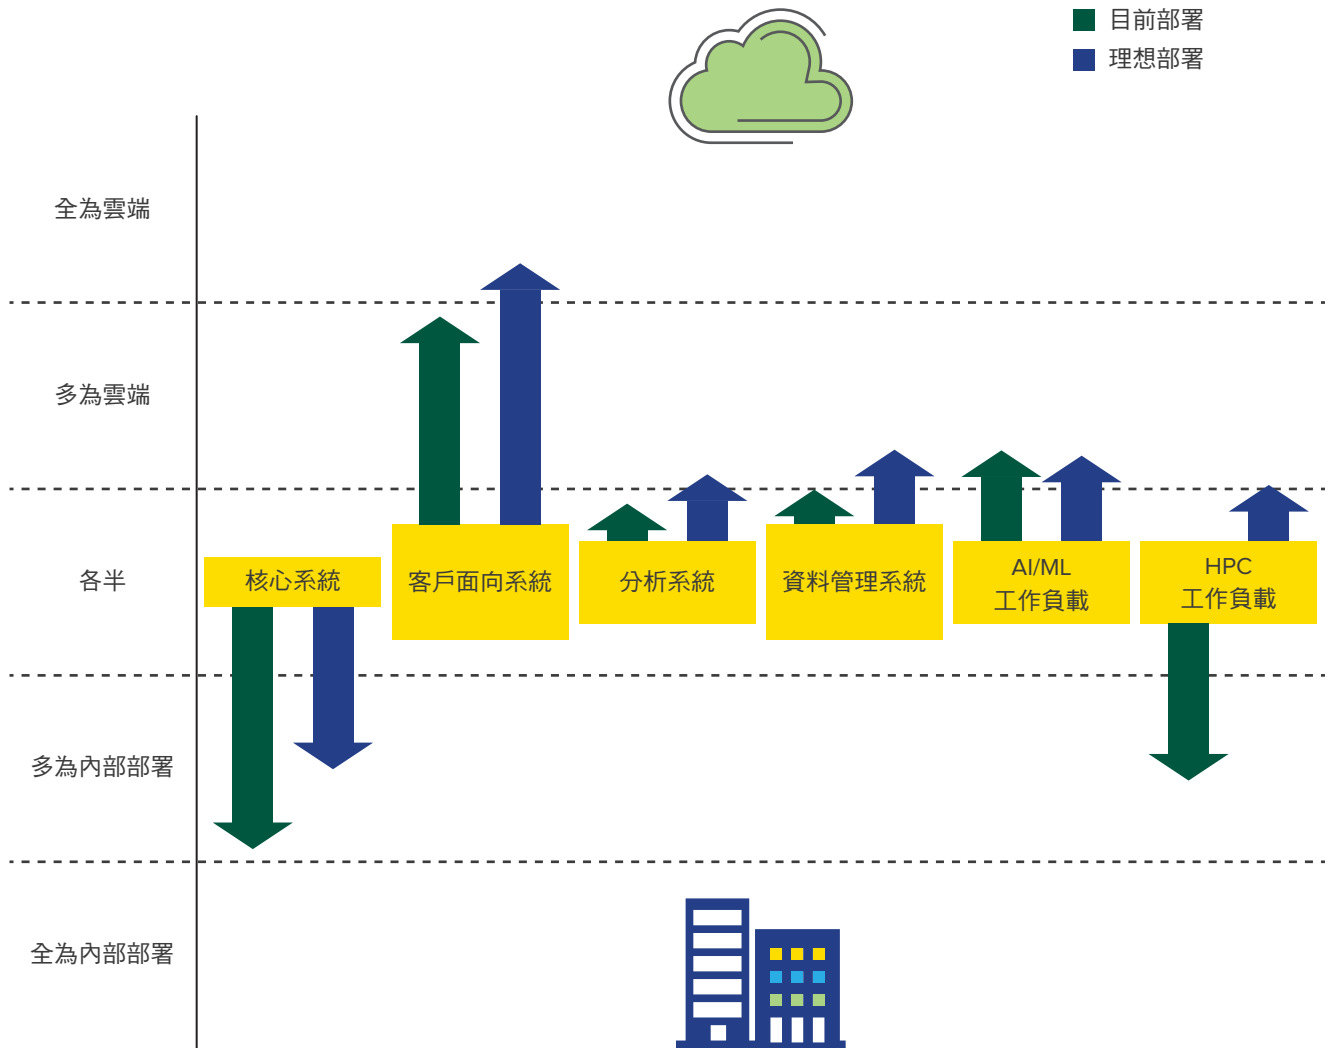 目前部署
理想部署
全為雲端
多為雲端
各半
多為內部部署
全為內部部署
核心系統
客戶面向系統
分析系統
資料管理系統
AI/ML
工作負載
HPC
工作負載